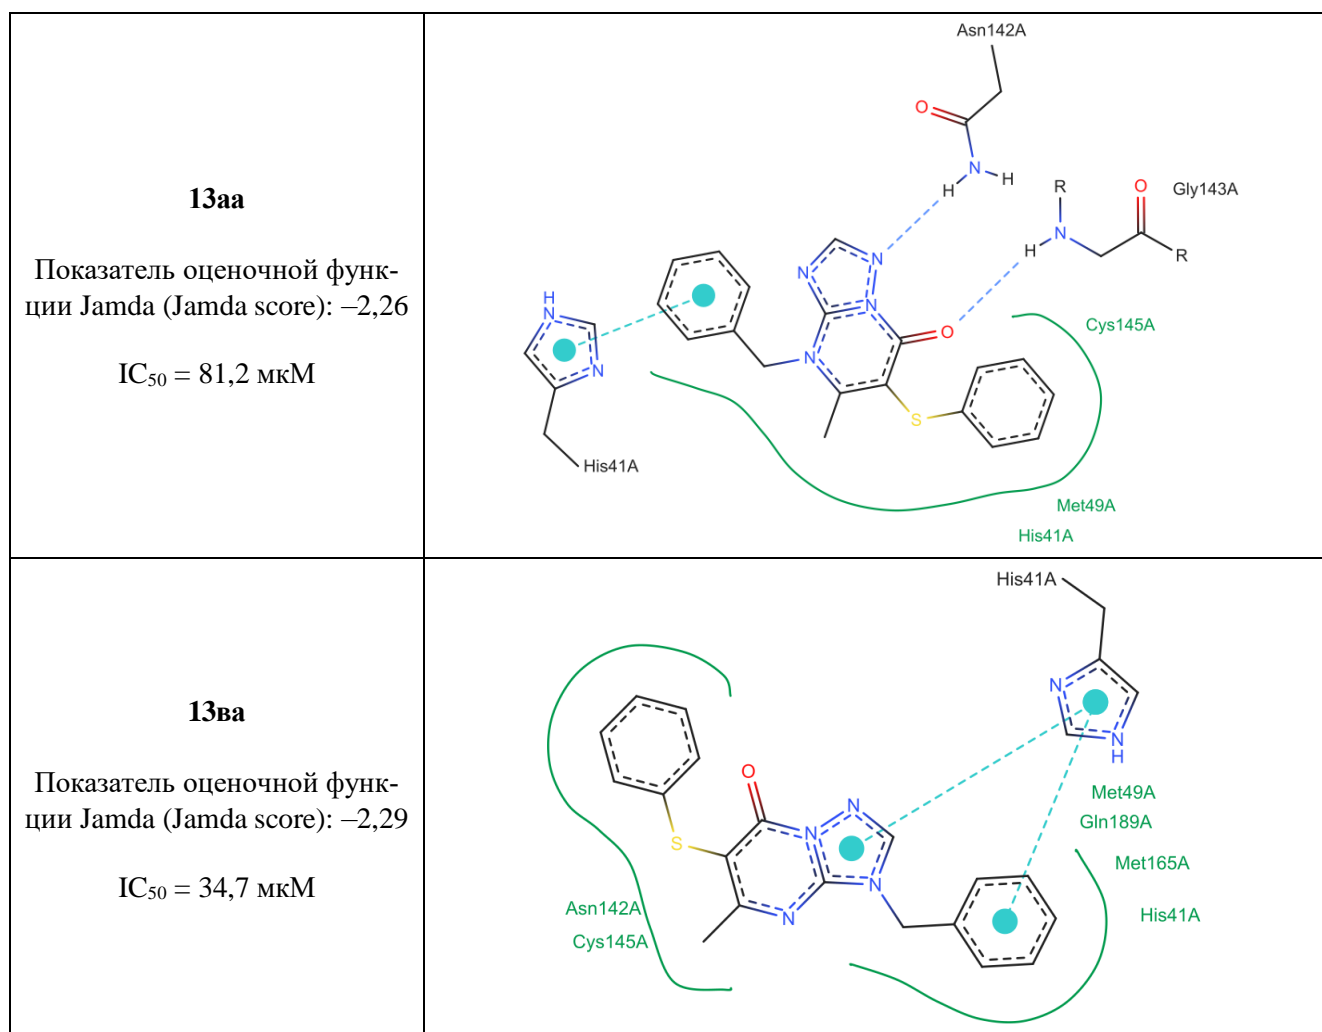 13аа
Показатель оценочной функ-
ции Jamda (Jamda score): –2,26
IC50 = 81,2 мкМ
Asn142A
O
N
H
H
R
O
Gly143A
H
N
R
N
N
N
O
Cys145A
H
N
N
N
S
His41A
Met49A
His41A
13ва
Показатель оценочной функ-
ции Jamda (Jamda score): –2,29
IC50 = 34,7 мкМ
His41A
N
N
H
O
N
N
Met49A
Gln189A
S
Met165A
N
N
Asn142A
His41A
Cys145A